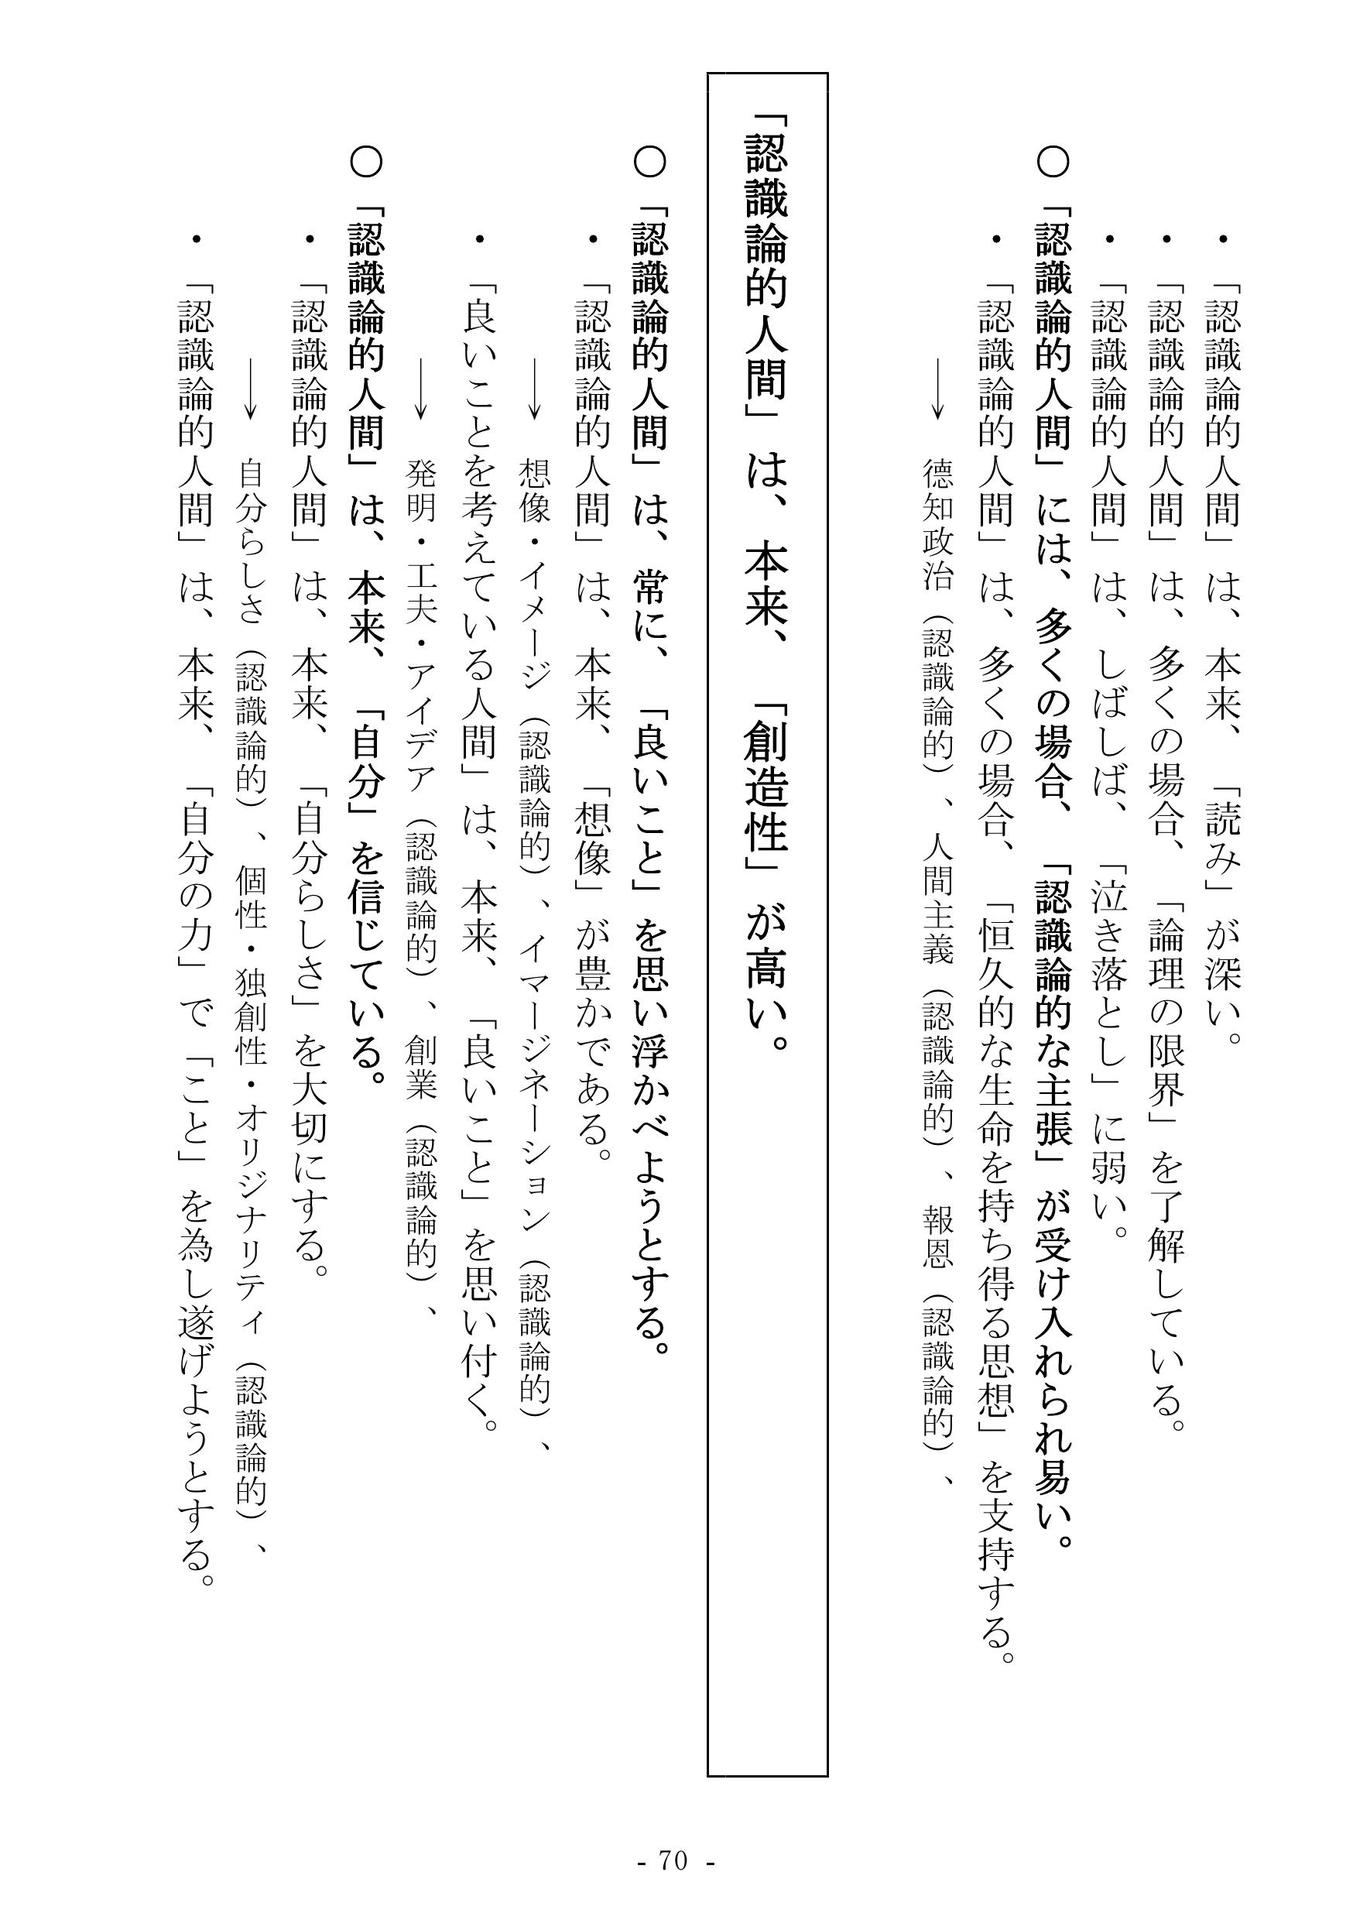 ・「認識論的人間」は、本来、「読み」が深い。
・「認識論的人間」は、多くの場合、「論理の限界」を了解している。
・「認識論的人間」は、しばしば、「泣き落とし」に弱い。
〇「認識論的人間」には、多くの場合、「認識論的な主張」が受け入れられ易い。
・「認識論的人間」は、多くの場合、「恒久的な生命を持ち得る思想」を支持する。
→ 徳知政治（認識論的）、人間主義（認識論的）、報恩（認識論的）、
「認識論的人間」は、本来、「創造性」が高い。
〇「認識論的人間」は、常に、「良いこと」を思い浮かべようとする。
・「認識論的人間」は、本来、「想像」が豊かである。
→ 想像・イメージ（認識論的）、イマージネーション（認識論的）、
・「良いことを考えている人間」は、本来、「良いこと」を思い付く。
→ 発明・工夫・アイデア（認識論的）、創業（認識論的）、
〇「認識論的人間」は、本来、「自分」を信じている。
・「認識論的人間」は、本来、「自分らしさ」を大切にする。
→ 自分らしさ（認識論的）、個性・独創性・オリジナリティ（認識論的）、
・「認識論的人間」は、本来、「自分の力」で「こと」を為し遂げようとする。
- 70 -